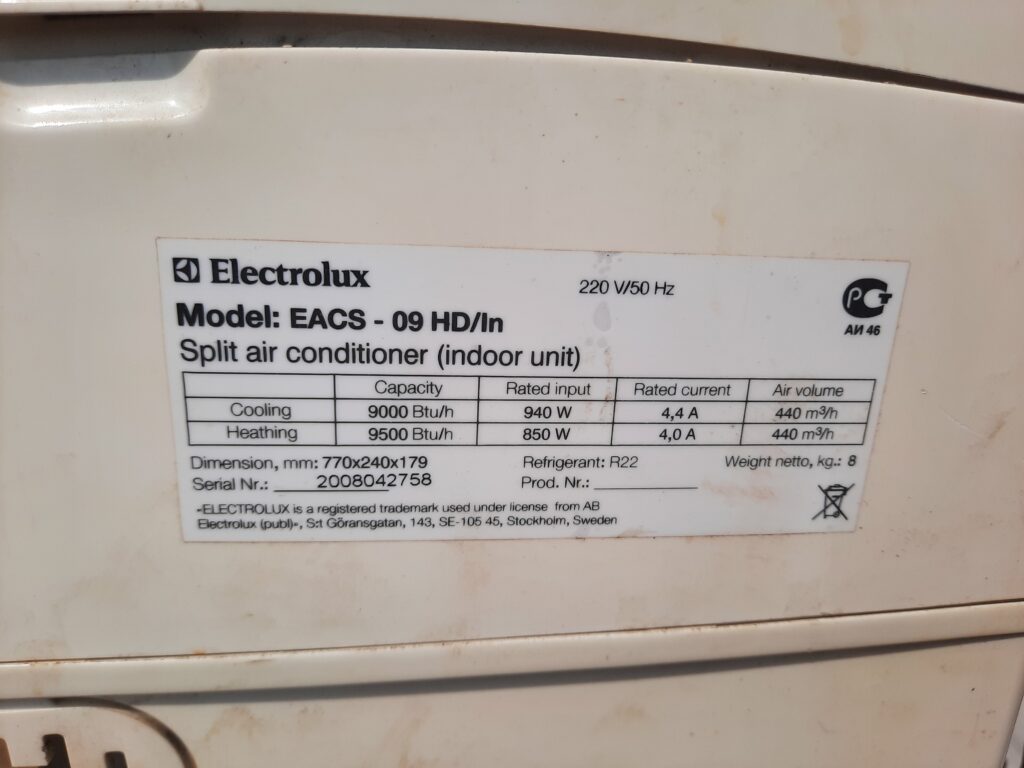 Electrolux
220 V/50 Hz
Model: EACS - 09 HD/In
АИ 46
Split air conditioner (indoor unit)
Capacity Rated input Rated current Air volume
Cooling 9000 Btu/h 940 W 4,4 A 440 m³/h
Heathing 9500 Btu/h 850 W 4,0 A 440 m³/h
Dimension, mm: 770x240x179 Refrigerant: R22 Weight netto, kg.: 8
Serial Nr.: 2008042758 Prod. Nr.:
«ELECTROLUX is a registered trademark used under license from AB
Electrolux (publ)», S:t Göransgatan, 143, SE-105 45, Stockholm, Sweden